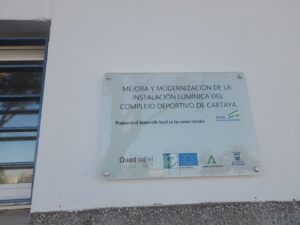 MEJORA Y MODERNIZACIÓN DE LA
INSTALACIÓN LUMÍNICA DEL
COMPLEJO DEPORTIVO DE CARTAYA
Promover el desarrollo local en las zonas rurales
Guadiodiel